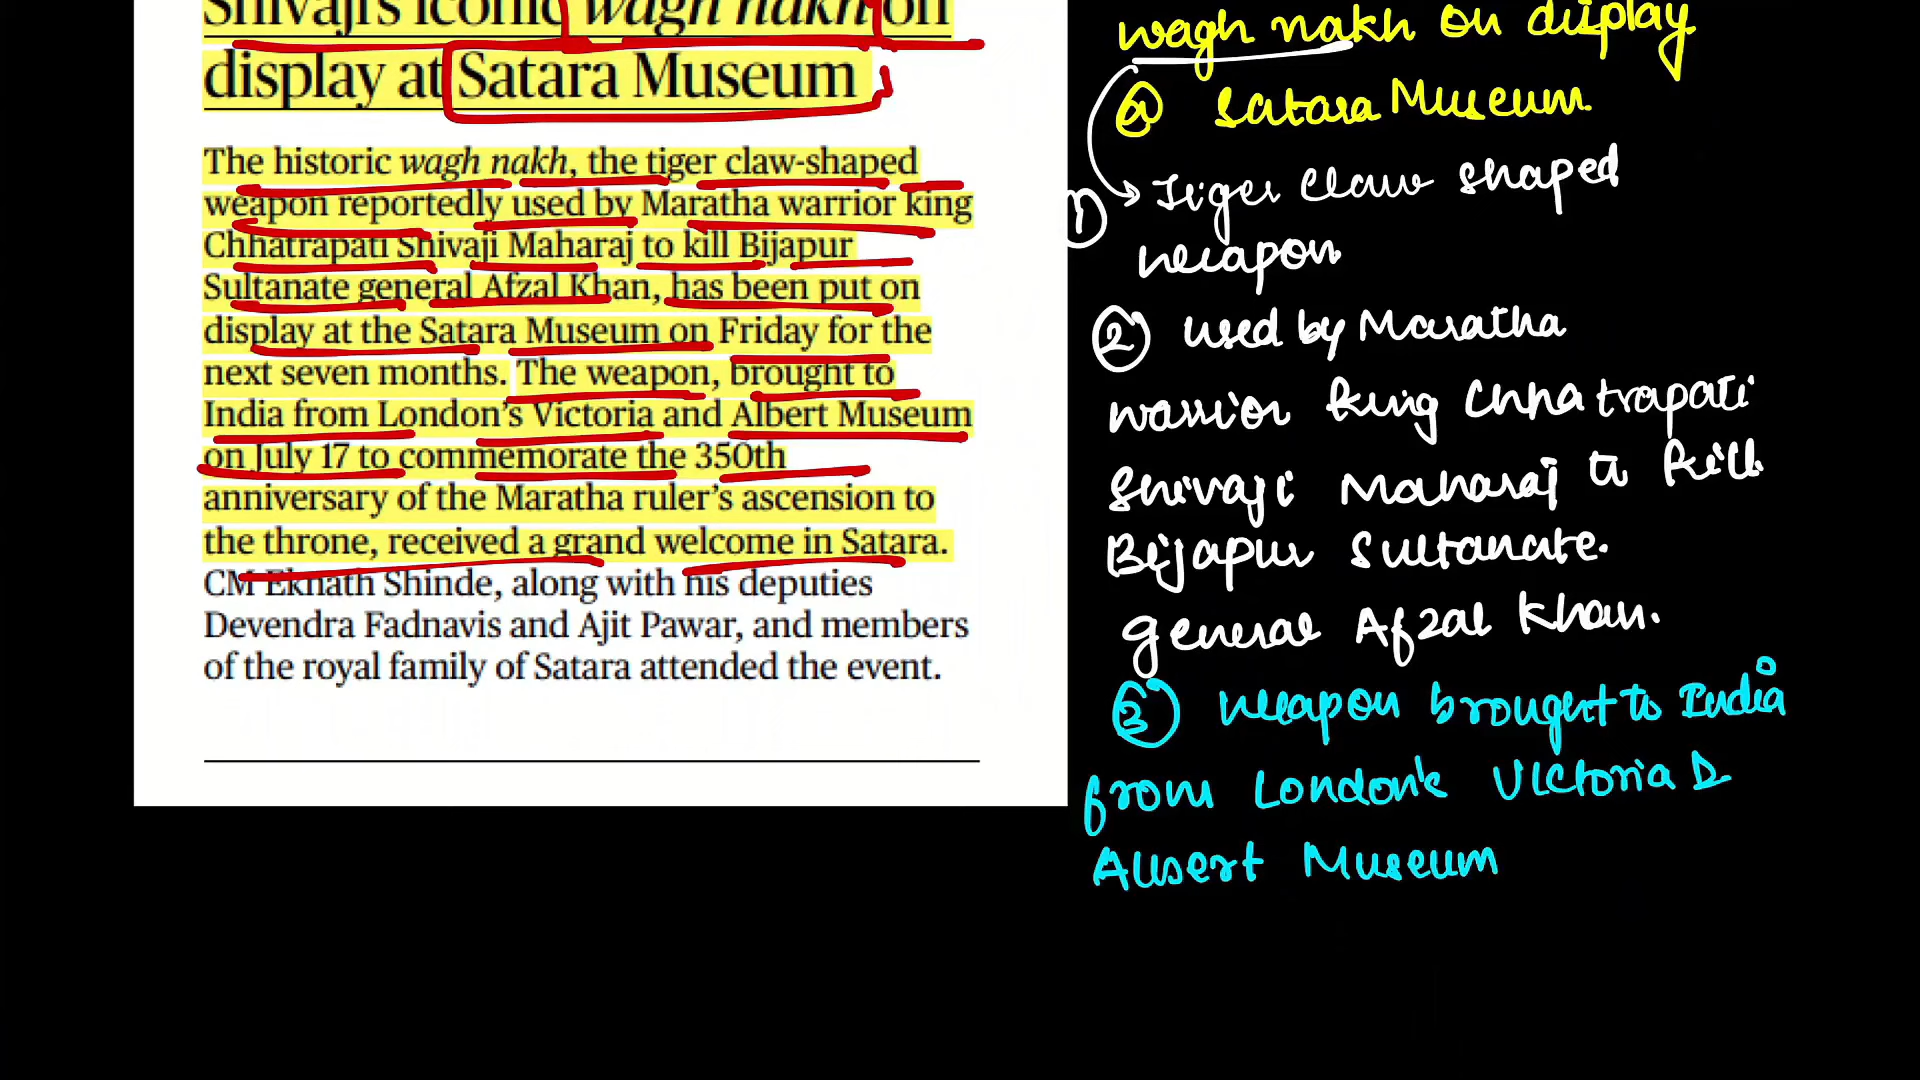 Shivaji's iconic wagh nakh on
display at Satara Museum
The historic wagh nakh, the tiger claw-shaped
weapon reportedly used by Maratha warrior king
Chhatrapati Shivaji Maharaj to kill Bijapur
Sultanate general Afzal Khan, has been put on
display at the Satara Museum on Friday for the
next seven months. The weapon, brought to
India from London's Victoria and Albert Museum
on July 17 to commemorate the 350th
anniversary of the Maratha ruler's ascension to
the throne, received a grand welcome in Satara.
CM Eknath Shinde, along with his deputies
Devendra Fadnavis and Ajit Pawar, and members
of the royal family of Satara attended the event.
wagh nakh on display
@ Satara Museum.
1 Tiger claw shaped
weapon
2 used by Maratha
warrior king Chhatrapati
Shivaji Maharaj to kill
Bijapur Sultanate.
general Afzal Khan.
3 weapon brought to India
from London's Victoria &
Albert Museum